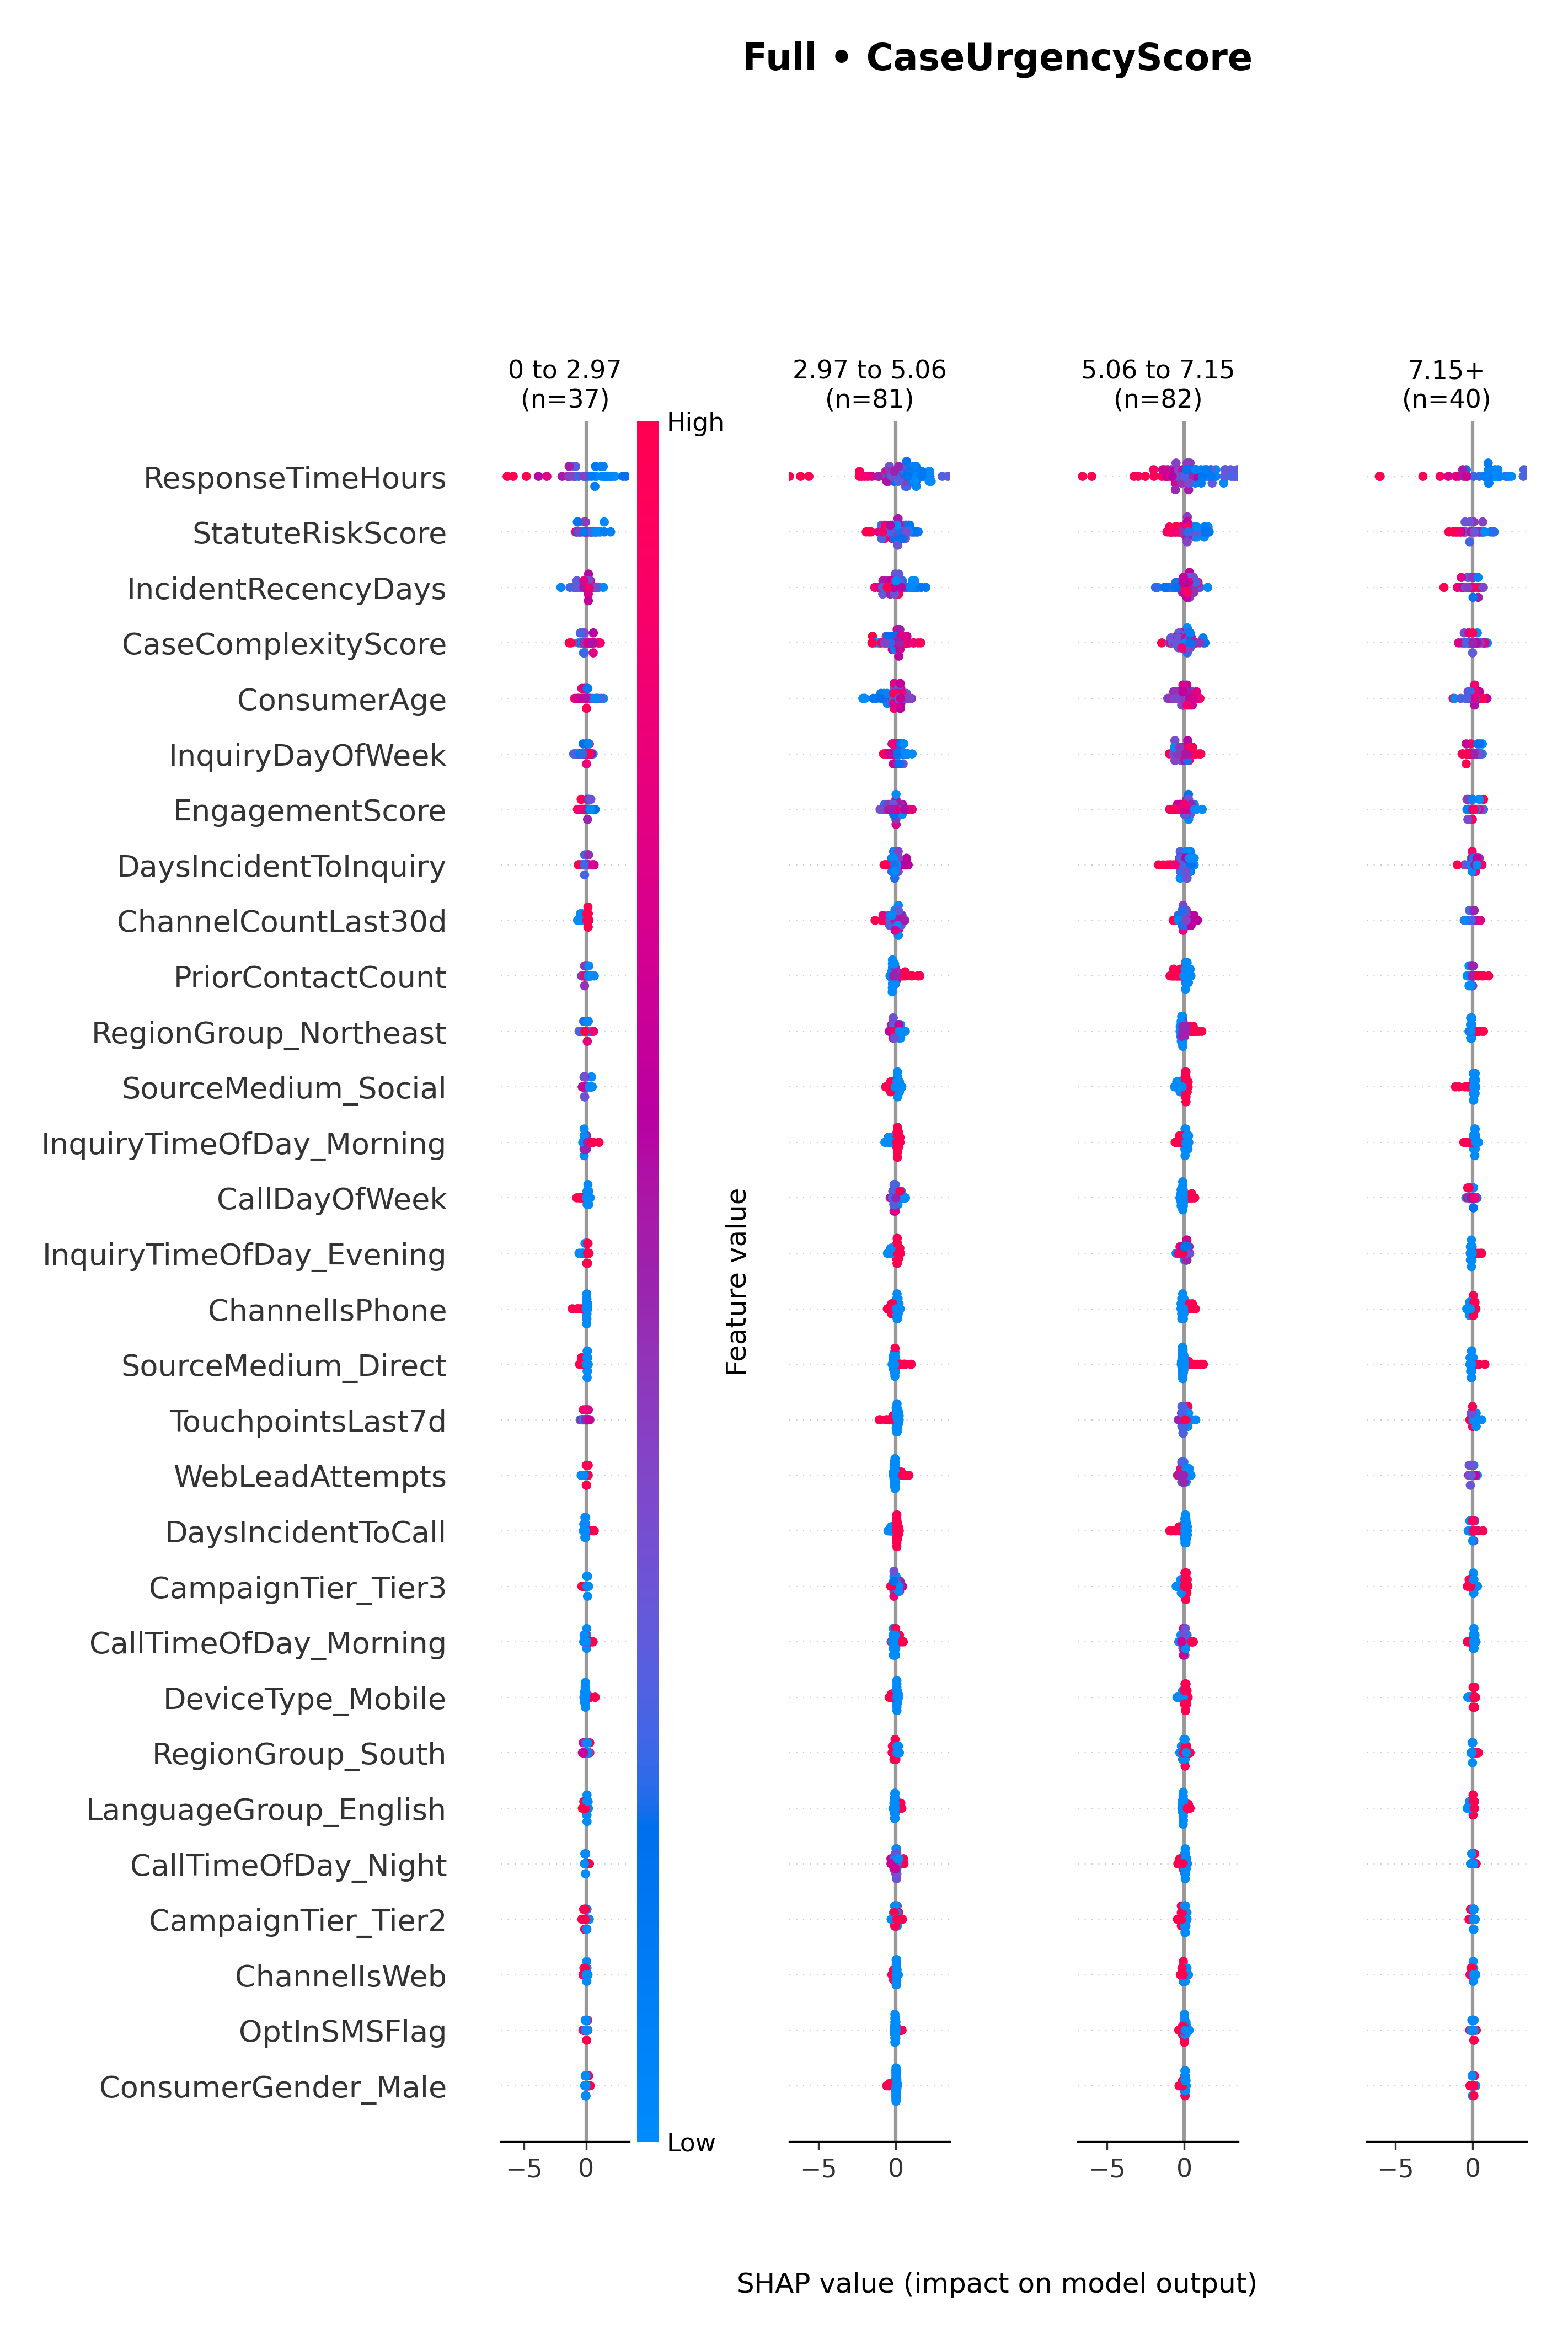 Full • CaseUrgencyScore
0 to 2.97
(n=37)
2.97 to 5.06
(n=81)
5.06 to 7.15
(n=82)
7.15+
(n=40)
High
ResponseTimeHours
StatuteRiskScore
IncidentRecencyDays
CaseComplexityScore
ConsumerAge
InquiryDayOfWeek
EngagementScore
DaysIncidentToInquiry
ChannelCountLast30d
PriorContactCount
RegionGroup_Northeast
SourceMedium_Social
InquiryTimeOfDay_Morning
CallDayOfWeek
InquiryTimeOfDay_Evening
ChannelIsPhone
SourceMedium_Direct
TouchpointsLast7d
WebLeadAttempts
DaysIncidentToCall
CampaignTier_Tier3
CallTimeOfDay_Morning
DeviceType_Mobile
RegionGroup_South
LanguageGroup_English
CallTimeOfDay_Night
CampaignTier_Tier2
ChannelIsWeb
OptInSMSFlag
ConsumerGender_Male
Feature value
Low
−5 0
−5 0
−5 0
−5 0
SHAP value (impact on model output)